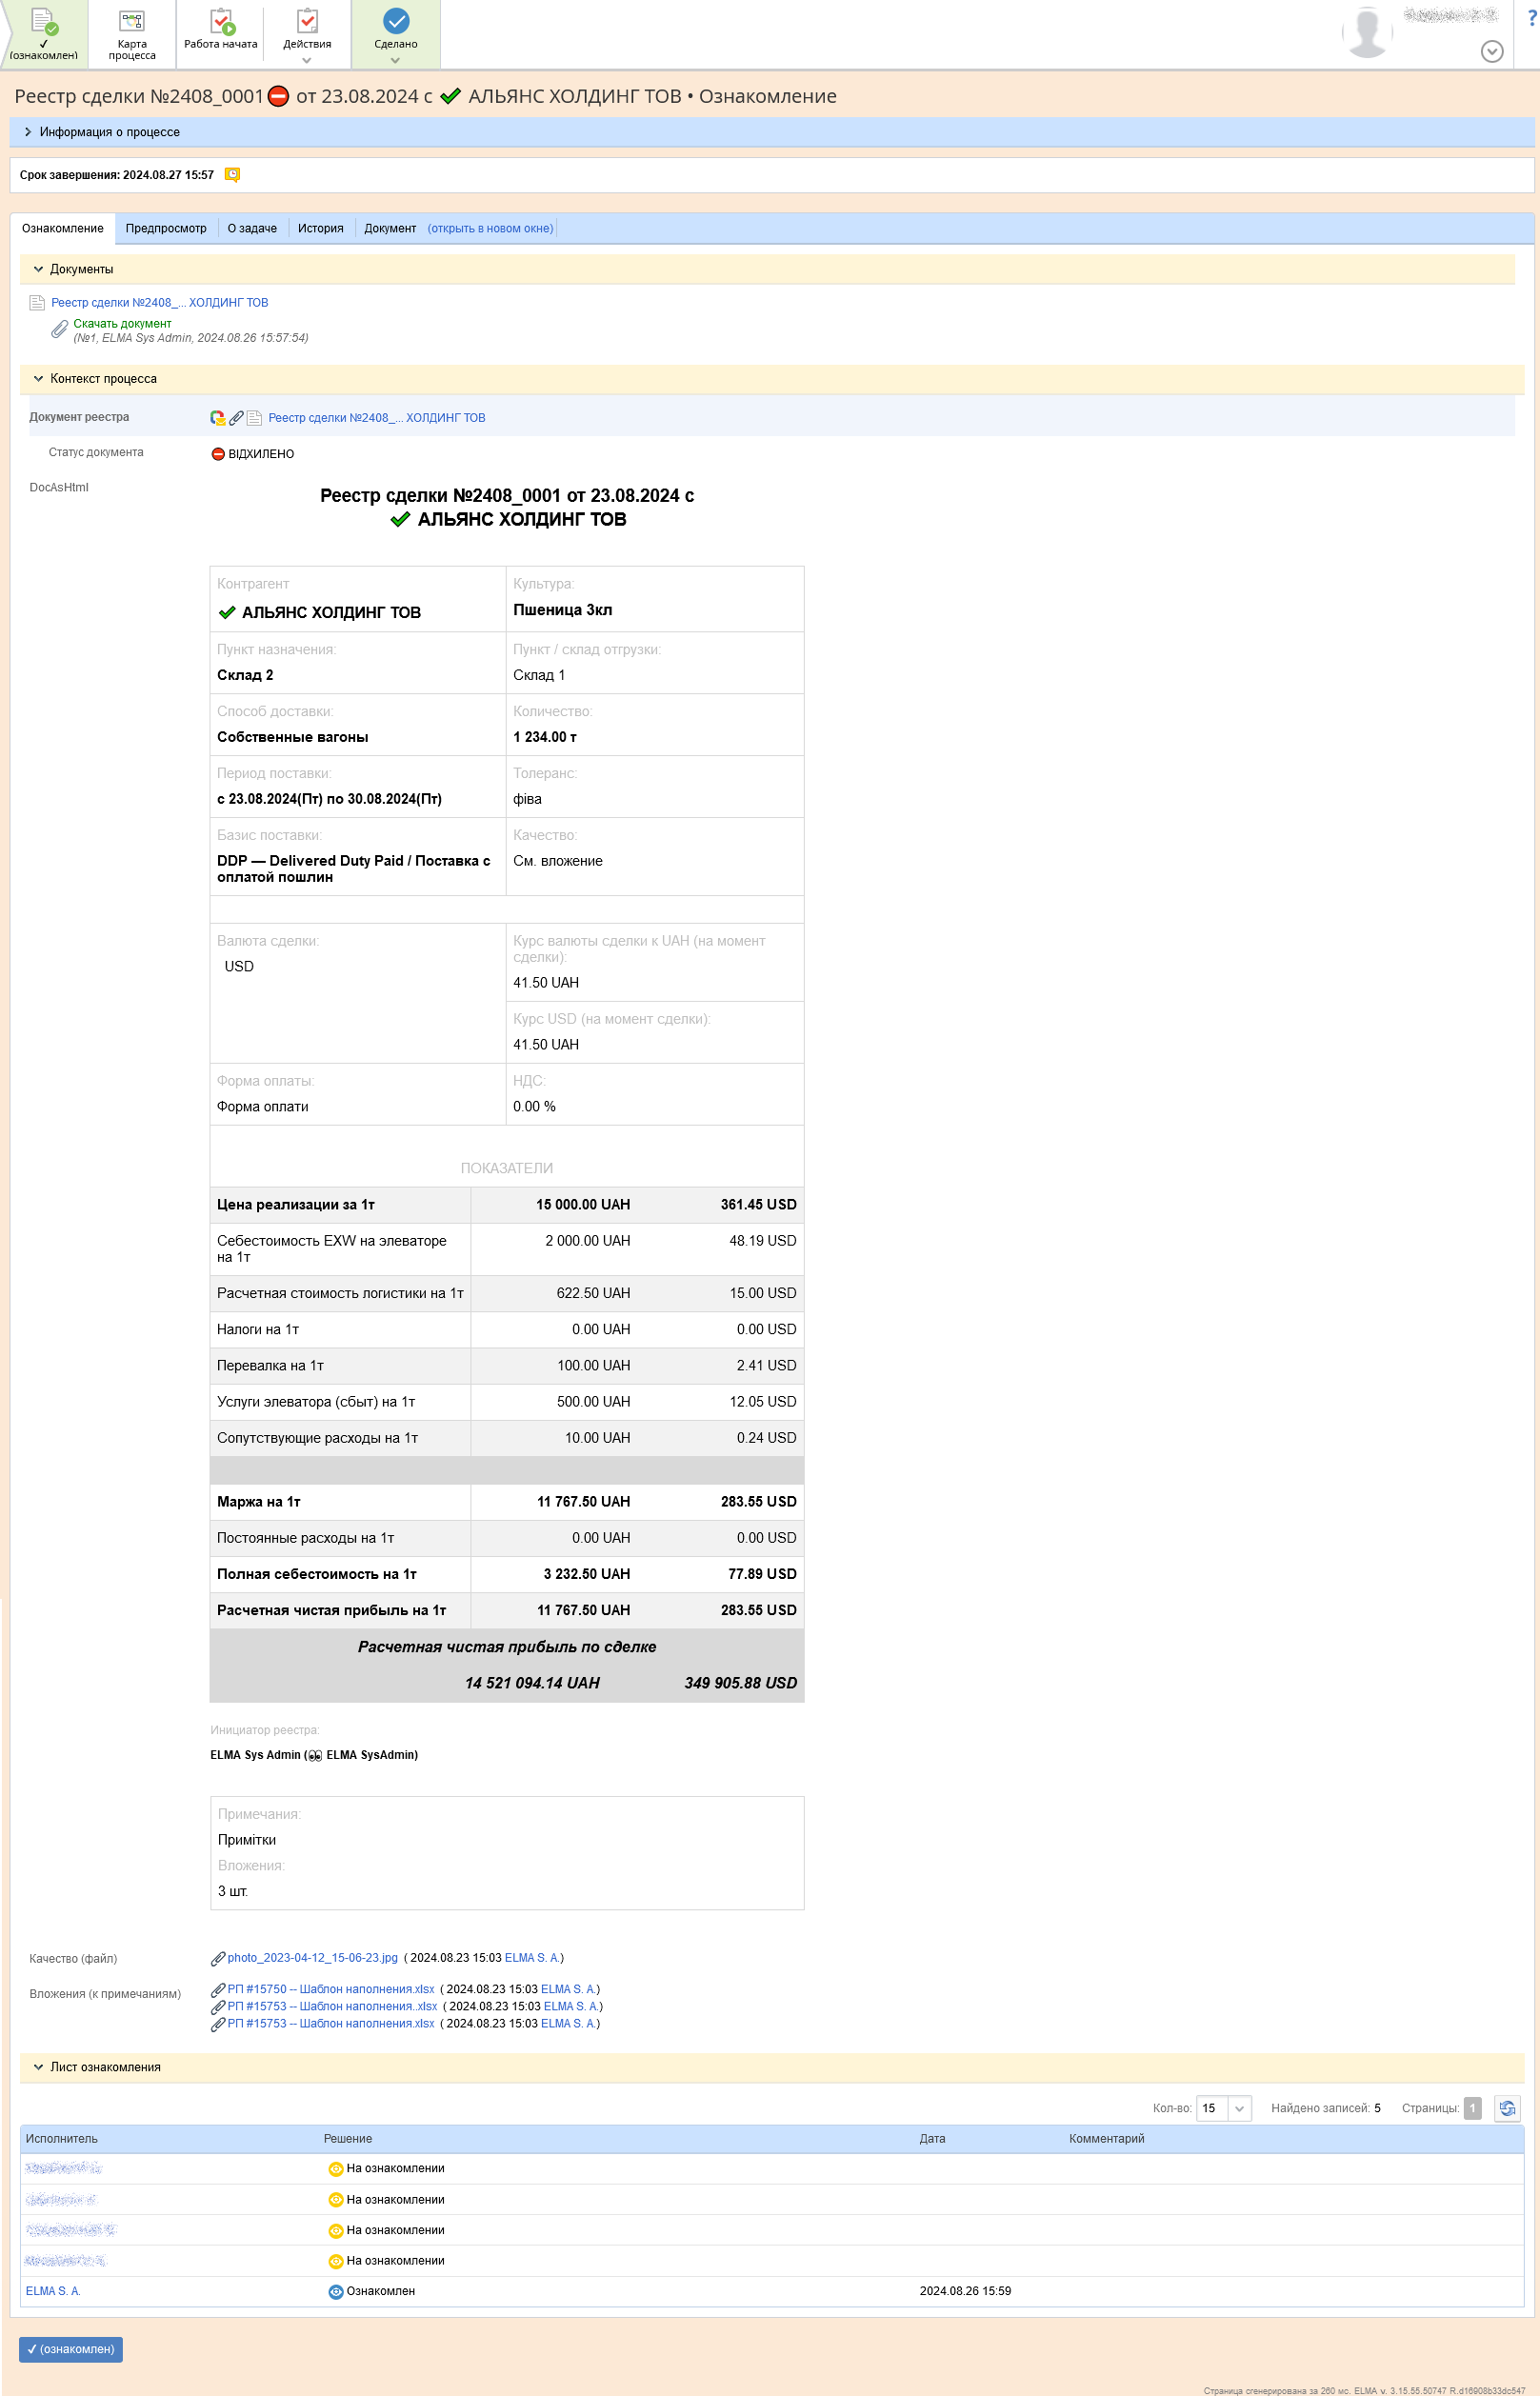 ✓
(ознакомлен)
Карта
процесса
Работа начата
Действия
Сделано
?
Реестр сделки №2408_0001 от 23.08.2024 с АЛЬЯНС ХОЛДИНГ ТОВ • Ознакомление
Информация о процессе
Срок завершения: 2024.08.27 15:57
Ознакомление Предпросмотр О задаче История Документ (открыть в новом окне)
Документы
Реестр сделки №2408_... ХОЛДИНГ ТОВ
Скачать документ
(№1, ELMA Sys Admin, 2024.08.26 15:57:54)
Контекст процесса
Документ реестра Реестр сделки №2408_... ХОЛДИНГ ТОВ
Статус документа ВІДХИЛЕНО
DocAsHtml
Реестр сделки №2408_0001 от 23.08.2024 с
АЛЬЯНС ХОЛДИНГ ТОВ
Контрагент Культура:
АЛЬЯНС ХОЛДИНГ ТОВ Пшеница 3кл
Пункт назначения: Пункт / склад отгрузки:
Склад 2 Склад 1
Способ доставки: Количество:
Собственные вагоны 1 234.00 т
Период поставки: Толеранс:
с 23.08.2024(Пт) по 30.08.2024(Пт) фіва
Базис поставки: Качество:
DDP — Delivered Duty Paid / Поставка с См. вложение
оплатой пошлин
Валюта сделки: Курс валюты сделки к UAH (на момент
сделки):
USD
41.50 UAH
Курс USD (на момент сделки):
41.50 UAH
Форма оплаты: НДС:
Форма оплати 0.00 %
ПОКАЗАТЕЛИ
Цена реализации за 1т 15 000.00 UAH 361.45 USD
Себестоимость EXW на элеваторе 2 000.00 UAH 48.19 USD
на 1т
Расчетная стоимость логистики на 1т 622.50 UAH 15.00 USD
Налоги на 1т 0.00 UAH 0.00 USD
Перевалка на 1т 100.00 UAH 2.41 USD
Услуги элеватора (сбыт) на 1т 500.00 UAH 12.05 USD
Сопутствующие расходы на 1т 10.00 UAH 0.24 USD
Маржа на 1т 11 767.50 UAH 283.55 USD
Постоянные расходы на 1т 0.00 UAH 0.00 USD
Полная себестоимость на 1т 3 232.50 UAH 77.89 USD
Расчетная чистая прибыль на 1т 11 767.50 UAH 283.55 USD
Расчетная чистая прибыль по сделке
14 521 094.14 UAH 349 905.88 USD
Инициатор реестра:
ELMA Sys Admin ( ELMA SysAdmin)
Примечания:
Примітки
Вложения:
3 шт.
Качество (файл) photo_2023-04-12_15-06-23.jpg ( 2024.08.23 15:03 ELMA S. A.)
Вложения (к примечаниям) РП #15750 -- Шаблон наполнения.xlsx ( 2024.08.23 15:03 ELMA S. A.)
РП #15753 -- Шаблон наполнения..xlsx ( 2024.08.23 15:03 ELMA S. A.)
РП #15753 -- Шаблон наполнения.xlsx ( 2024.08.23 15:03 ELMA S. A.)
Лист ознакомления
Кол-во: 15 Найдено записей: 5 Страницы: 1
Исполнитель Решение Дата Комментарий
На ознакомлении
На ознакомлении
На ознакомлении
На ознакомлении
ELMA S. A. Ознакомлен 2024.08.26 15:59
✓ (ознакомлен)
Страница сгенерирована за 260 мс. ELMA v. 3.15.55.50747 R.d16908b33dc547